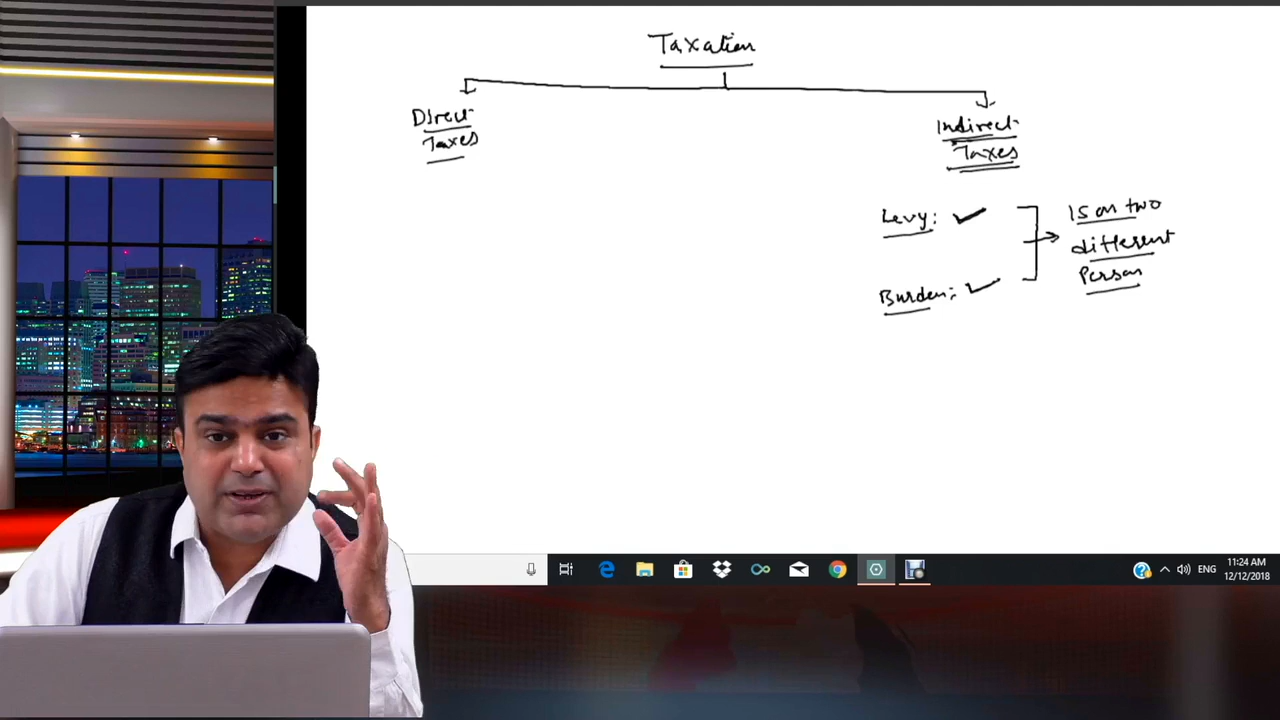 Taxation
Direct
Taxes
Indirect
Taxes
Levy:
Is on two
different
Person
Burden:
ENG
11:24 AM
12/12/2018